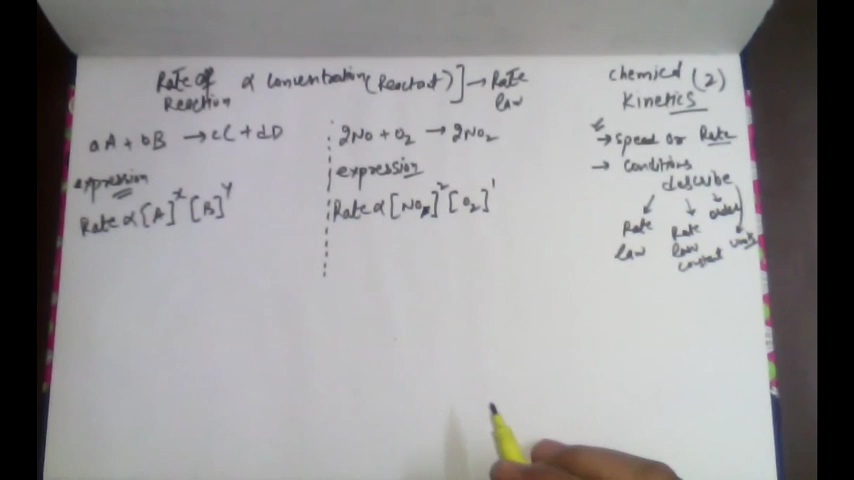 Rate of Reaction α Concentration (Reactant) ] → Rate law
aA + bB → cC + dD
expression
Rate α [A]^x [B]^y
2NO + O₂ → 2NO₂
expression
Rate α [NO]² [O₂]¹
Chemical (2)
Kinetics
→ Speed or Rate
→ Conditions
describe
Rate law
Rate law constant
order
units